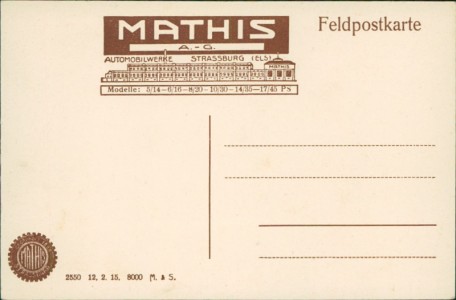 MATHIS
A.-G.
AUTOMOBILWERKE STRASSBURG (ELS)
MATHIS
Modelle: 5/14—6/16—8/20—10/30—14/35—17/45 PS
Feldpostkarte
MATHIS
2550 12. 2. 15. 8000 M. & S.